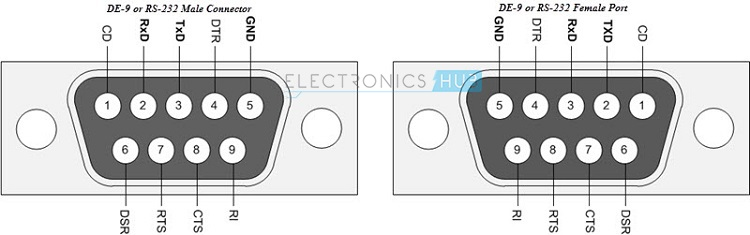 DE-9 or RS-232 Male Connector
CD RxD TxD DTR GND
1 2 3 4 5
6 7 8 9
DSR RTS CTS RI
ELECTRONICS HUB
DE-9 or RS-232 Female Port
GND DTR RxD TXD CD
5 4 3 2 1
9 8 7 6
RI RTS CTS DSR